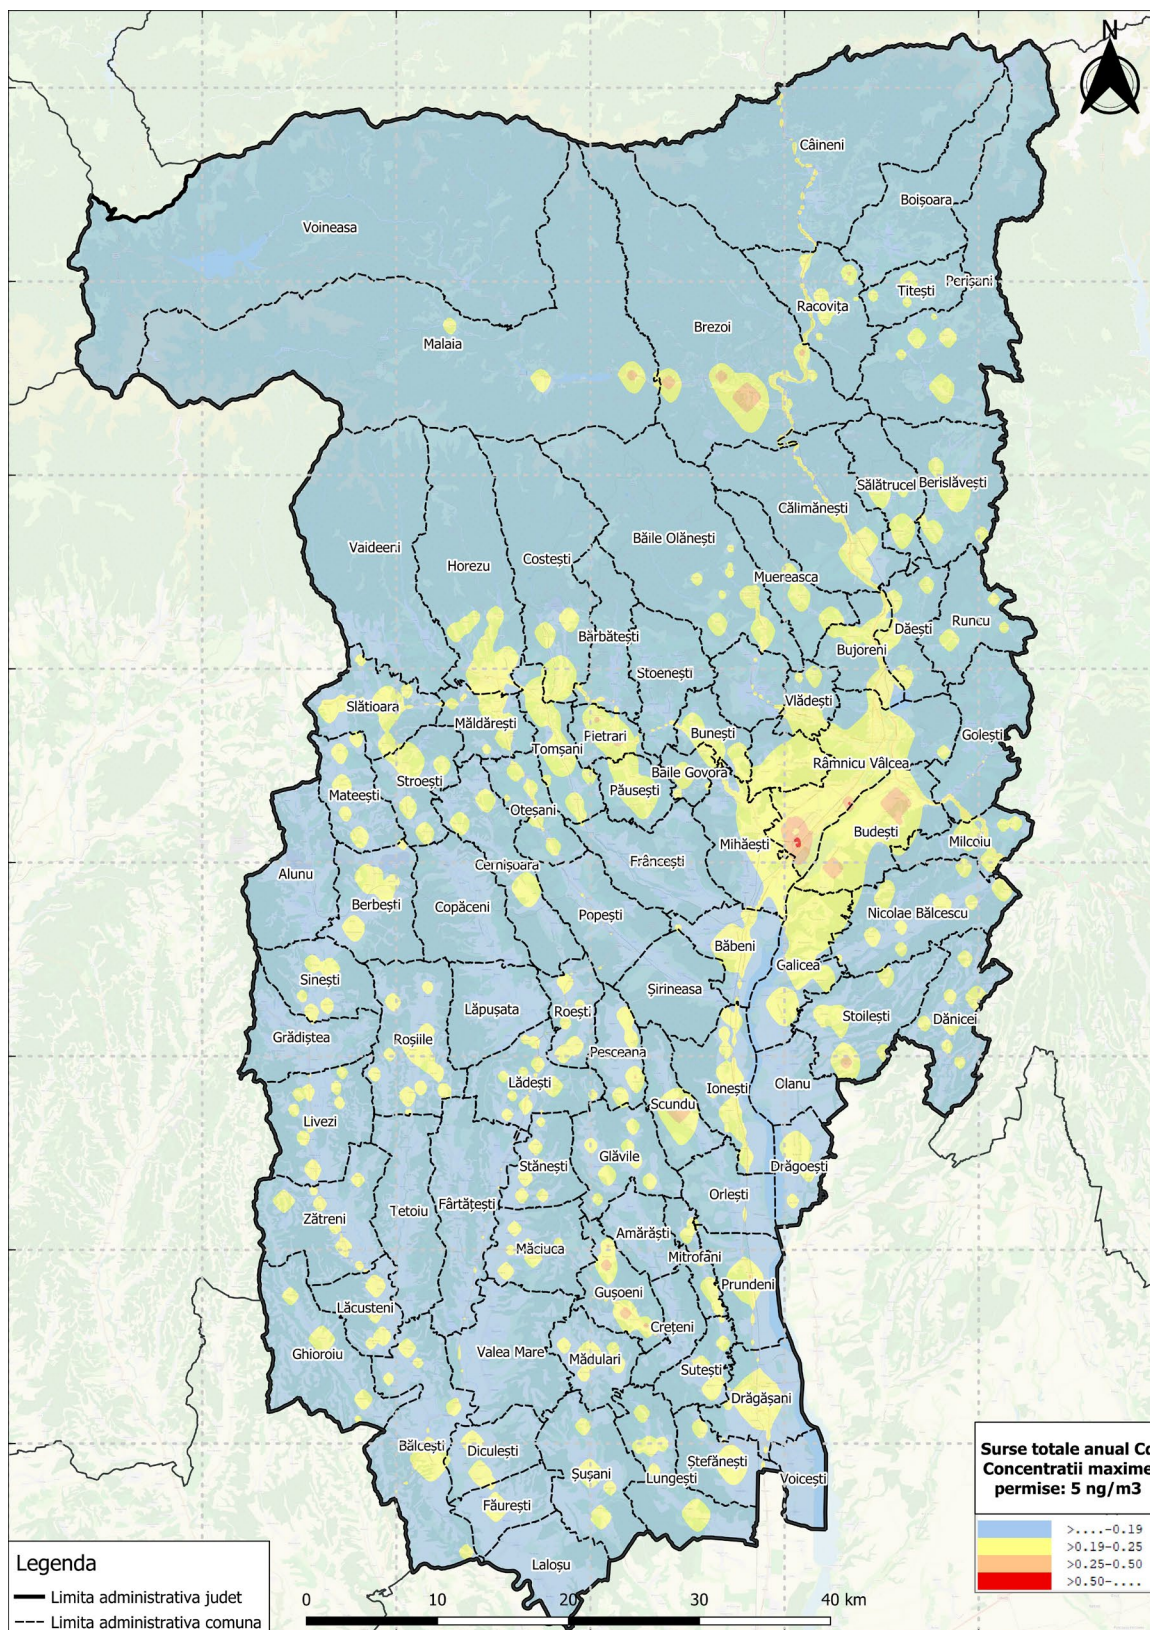 N
Câineni
Boișoara
Voineasa
Titești
Perișani
Racovița
Brezoi
Malaia
Sălătrucel
Berislăvești
Călimănești
Băile Olănești
Vaideeni
Costești
Horezu
Muereasca
Runcu
Dăești
Bărbătești
Bujoreni
Stoenești
Vlădești
Slătioara
Măldărești
Pietrari
Bunești
Golești
Tomșani
Râmnicu Vâlcea
Băile Govora
Stroești
Păusești
Mateești
Oteșani
Budești
Mihăești
Milcoiu
Cernișoara
Frâncești
Alunu
Berbești
Copăceni
Popești
Nicolae Bălcescu
Băbeni
Galicea
Sinești
Șirineasa
Lăpușata
Roești
Stoilești
Dănicei
Grădiștea
Roșiile
Pesceana
Lădești
Ionești
Olanu
Scundu
Livezi
Glăvile
Stănești
Drăgoești
Orlești
Fârtățești
Tetoiu
Zătreni
Amărăști
Măciuca
Mitrofani
Prundeni
Gușoeni
Lăcusteni
Crețeni
Ghioroiu
Valea Mare
Mădulari
Sutești
Drăgășani
Bălcești
Diculești
Ștefănești
Șușani
Lungești
Voicești
Făurești
Laloșu
Surse totale anual Cd
Concentratii maxime
permise: 5 ng/m3
>....-0.19
>0.19-0.25
>0.25-0.50
>0.50-....
Legenda
Limita administrativa judet
Limita administrativa comuna
0 10 20 30 40 km